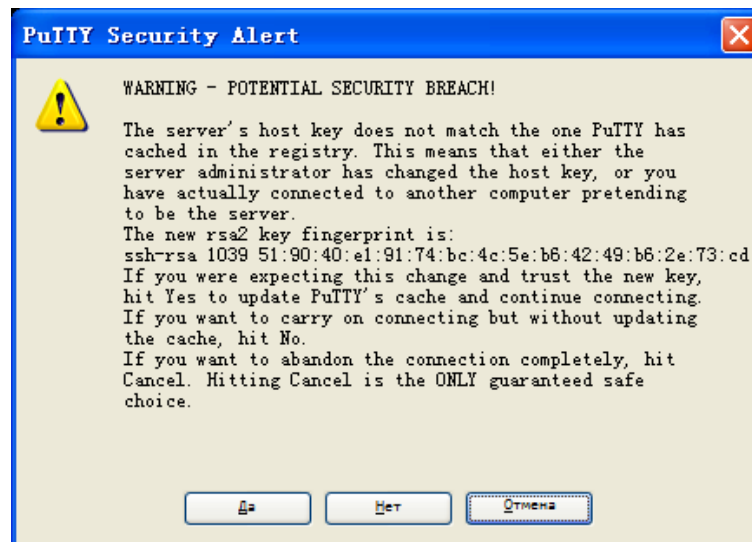 PuTTY Security Alert
WARNING - POTENTIAL SECURITY BREACH!
The server's host key does not match the one PuTTY has
cached in the registry. This means that either the
server administrator has changed the host key, or you
have actually connected to another computer pretending
to be the server.
The new rsa2 key fingerprint is:
ssh-rsa 1039 51:90:40:e1:91:74:bc:4c:5e:b6:42:49:b6:2e:73:cd
If you were expecting this change and trust the new key,
hit Yes to update PuTTY's cache and continue connecting.
If you want to carry on connecting but without updating
the cache, hit No.
If you want to abandon the connection completely, hit
Cancel. Hitting Cancel is the ONLY guaranteed safe
choice.
Да Нет Отмена